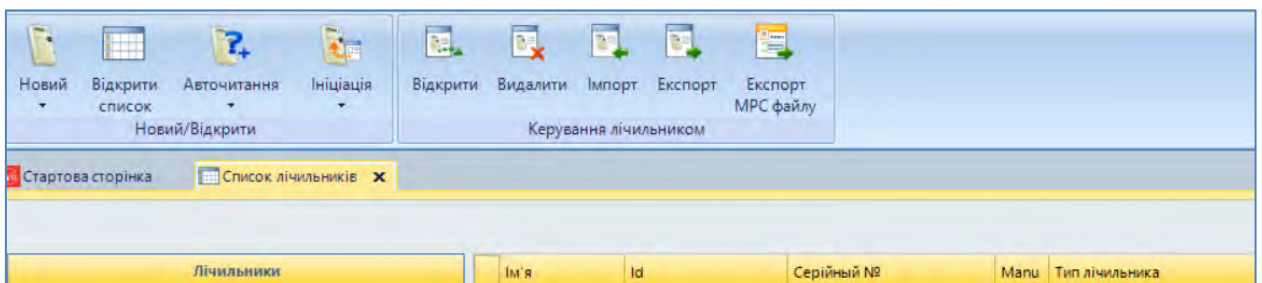 Новий Відкрити список Авточитання Ініціація Відкрити Видалити Імпорт Експорт Експорт МРС файлу
Новий/Відкрити Керування лічильником
Стартова сторінка Список лічильників x
Лічильники Ім'я Id Серійный № Manu Тип лічильника